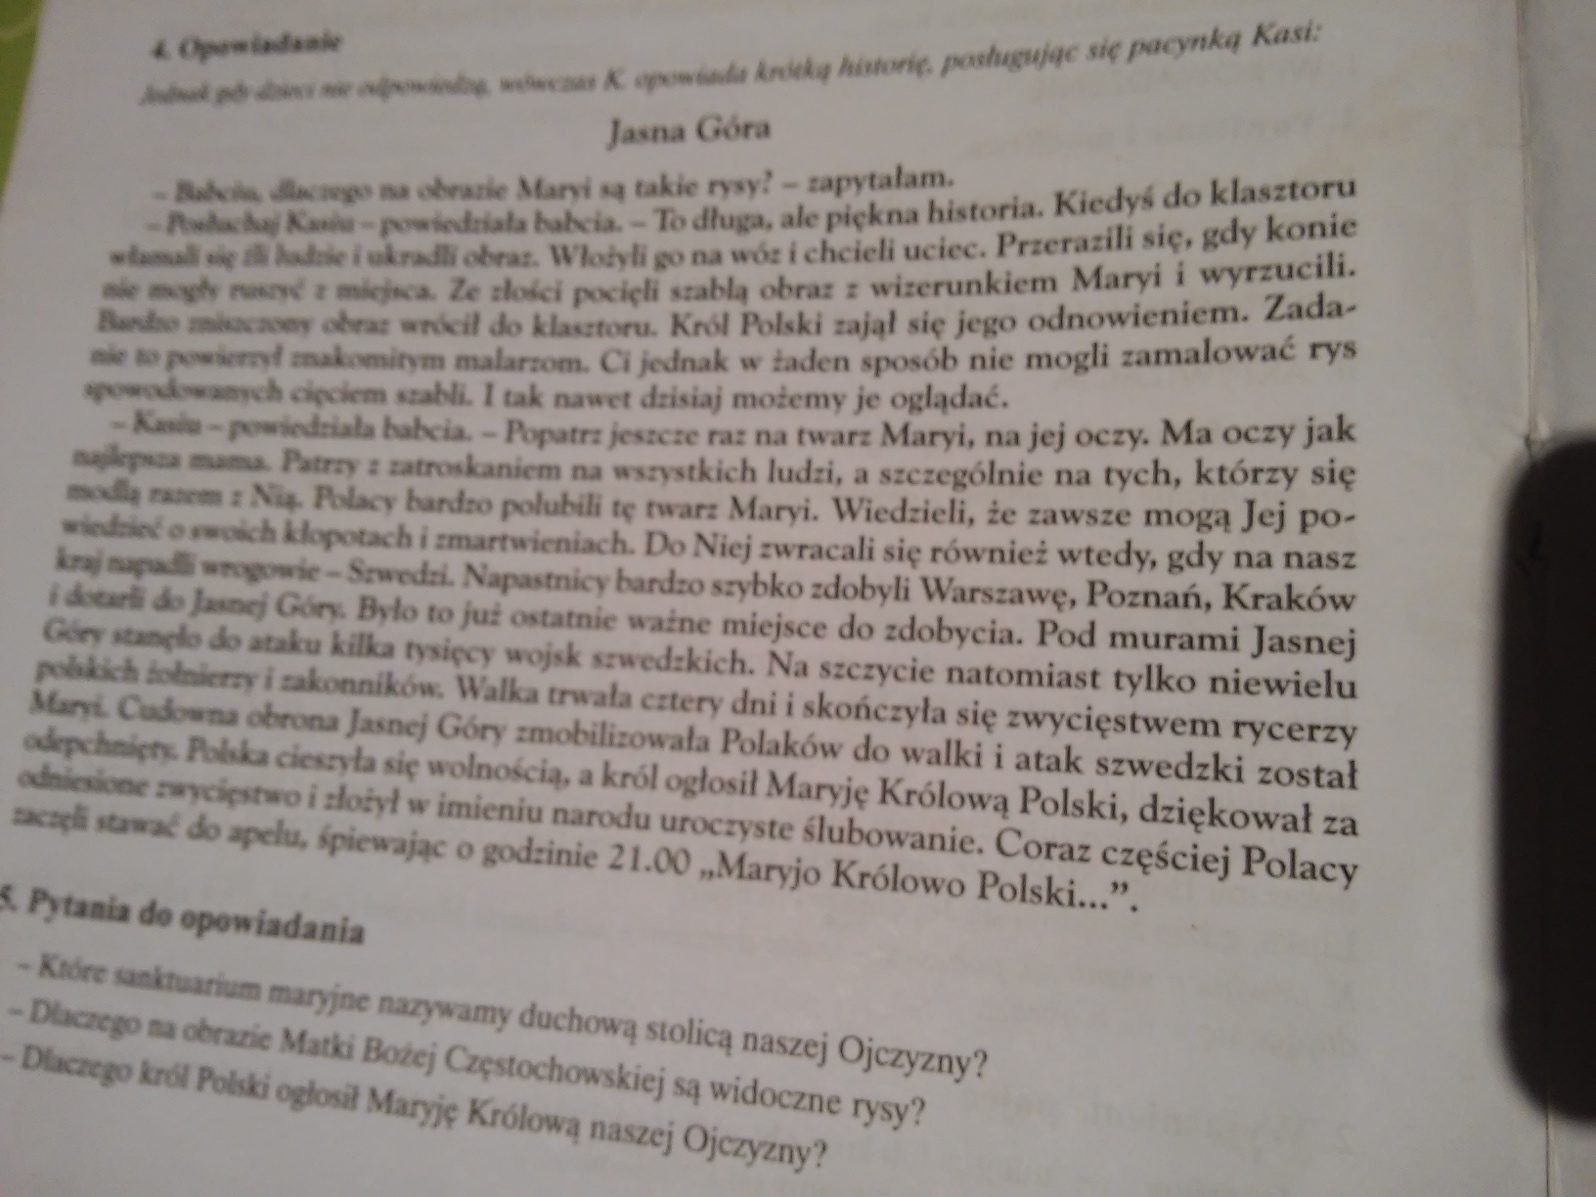 4. Opowiadanie
Jednak gdy dzieci nie odpowiedzą, wówczas K. opowiada krótką historię, posługując się pacynką Kasi:
Jasna Góra
– Babciu, dlaczego na obrazie Maryi są takie rysy? – zapytałam.
– Posłuchaj Kasiu – powiedziała babcia. – To długa, ale piękna historia. Kiedyś do klasztoru
włamali się źli ludzie i ukradli obraz. Włożyli go na wóz i chcieli uciec. Przerazili się, gdy konie
nie mogły ruszyć z miejsca. Ze złości pocięli szablą obraz z wizerunkiem Maryi i wyrzucili.
Bardzo zniszczony obraz wrócił do klasztoru. Król Polski zajął się jego odnowieniem. Zada-
nie to powierzył znakomitym malarzom. Ci jednak w żaden sposób nie mogli zamalować rys
spowodowanych cięciem szabli. I tak nawet dzisiaj możemy je oglądać.
– Kasiu – powiedziała babcia. – Popatrz jeszcze raz na twarz Maryi, na jej oczy. Ma oczy jak
najlepsza mama. Patrzy z zatroskaniem na wszystkich ludzi, a szczególnie na tych, którzy się
modlą razem z Nią. Polacy bardzo polubili tę twarz Maryi. Wiedzieli, że zawsze mogą Jej po-
wiedzieć o swoich kłopotach i zmartwieniach. Do Niej zwracali się również wtedy, gdy na nasz
kraj napadli wrogowie – Szwedzi. Napastnicy bardzo szybko zdobyli Warszawę, Poznań, Kraków
i dotarli do Jasnej Góry. Było to już ostatnie ważne miejsce do zdobycia. Pod murami Jasnej
Góry stanęło do ataku kilka tysięcy wojsk szwedzkich. Na szczycie natomiast tylko niewielu
polskich żołnierzy i zakonników. Walka trwała cztery dni i skończyła się zwycięstwem rycerzy
Maryi. Cudowna obrona Jasnej Góry zmobilizowała Polaków do walki i atak szwedzki został
odepchnięty. Polska cieszyła się wolnością, a król ogłosił Maryję Królową Polski, dziękował za
odniesione zwycięstwo i złożył w imieniu narodu uroczyste ślubowanie. Coraz częściej Polacy
zaczęli stawać do apelu, śpiewając o godzinie 21.00 „Maryjo Królowo Polski...”.
5. Pytania do opowiadania
– Które sanktuarium maryjne nazywamy duchową stolicą naszej Ojczyzny?
– Dlaczego na obrazie Matki Bożej Częstochowskiej są widoczne rysy?
– Dlaczego król Polski ogłosił Maryję Królową naszej Ojczyzny?